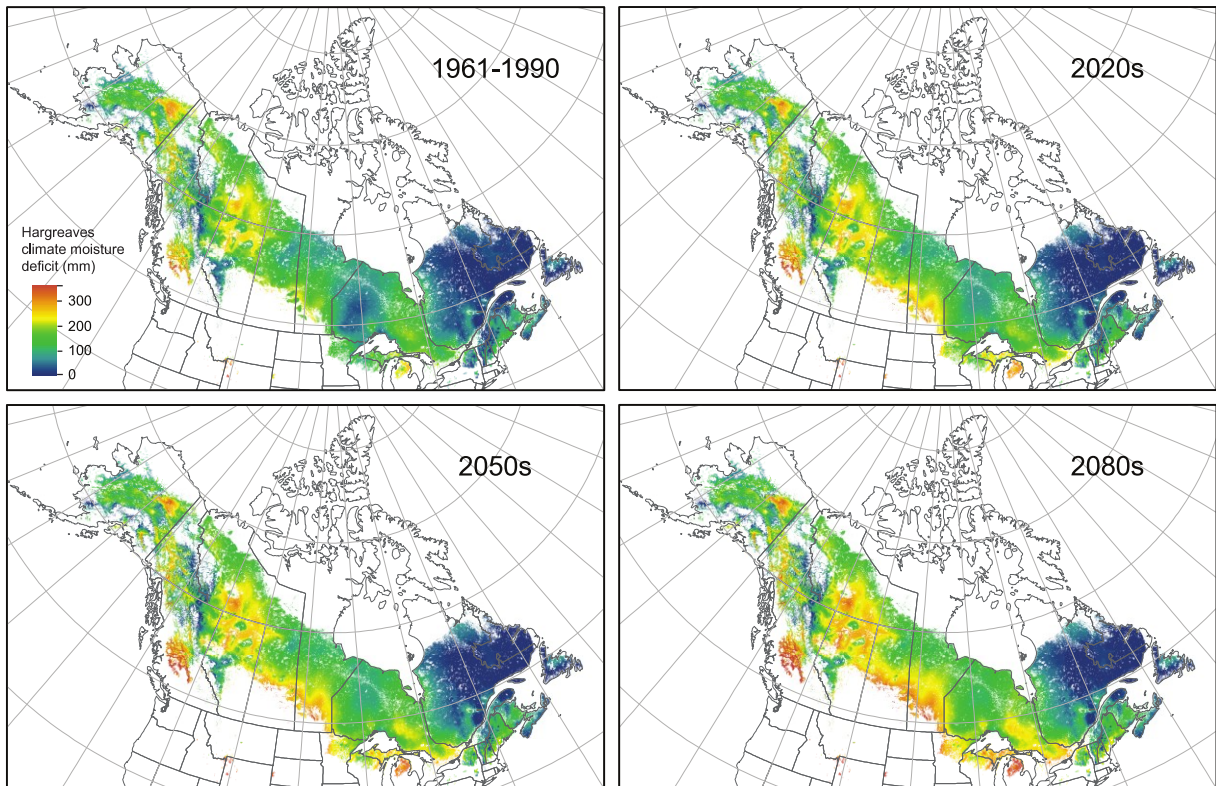 1961-1990
2020s
Hargreaves
climate moisture
deficit (mm)
300
200
100
0
2050s
2080s